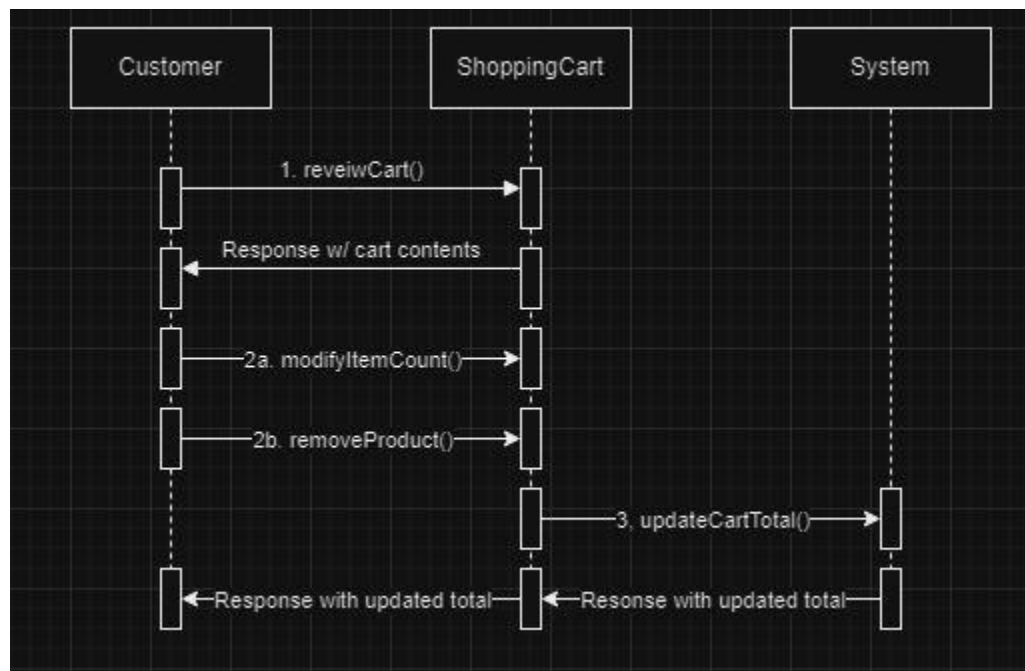 Customer
ShoppingCart
System
1. reveiwCart()
Response w/ cart contents
2a. modifyItemCount()
2b. removeProduct()
3, updateCartTotal()
Response with updated total
Resonse with updated total